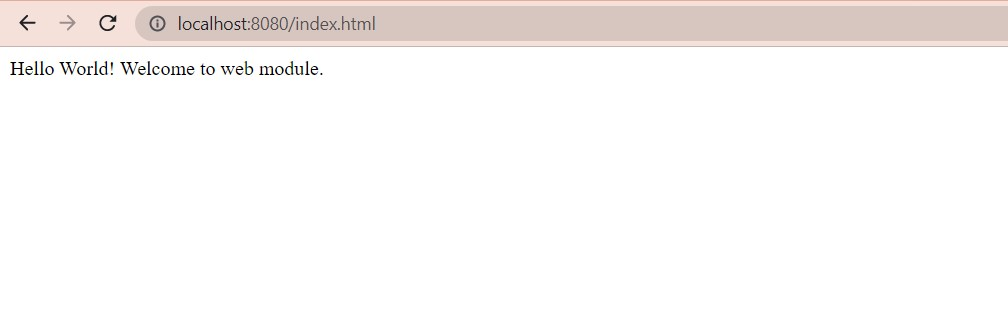 localhost:8080/index.html
Hello World! Welcome to web module.